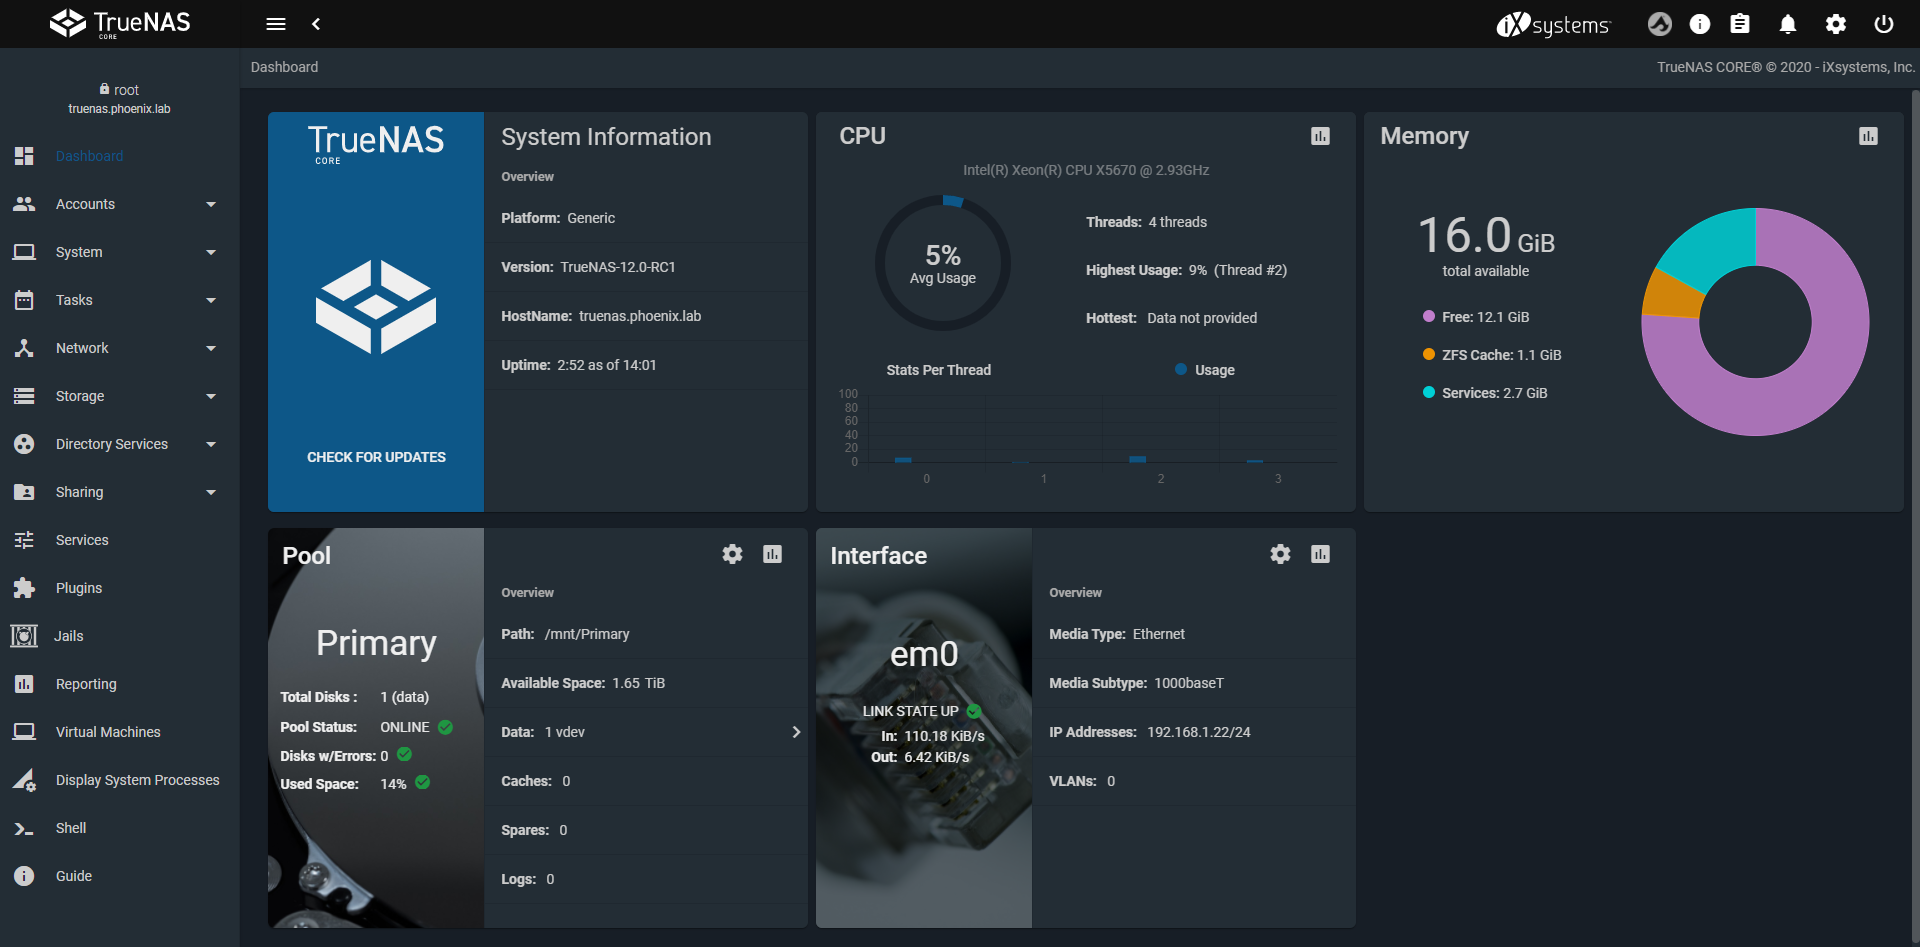 TrueNAS
CORE
iXsystems
root
truenas.phoenix.lab
Dashboard
Accounts
System
Tasks
Network
Storage
Directory Services
Sharing
Services
Plugins
Jails
Reporting
Virtual Machines
Display System Processes
Shell
Guide
Dashboard
TrueNAS CORE® © 2020 - iXsystems, Inc.
TrueNAS
CORE
CHECK FOR UPDATES
System Information
Overview
Platform: Generic
Version: TrueNAS-12.0-RC1
HostName: truenas.phoenix.lab
Uptime: 2:52 as of 14:01
CPU
Intel(R) Xeon(R) CPU X5670 @ 2.93GHz
5%
Avg Usage
Threads: 4 threads
Highest Usage: 9% (Thread #2)
Hottest: Data not provided
Stats Per Thread
Usage
100
80
60
40
20
0
0 1 2 3
Memory
16.0 GiB
total available
Free: 12.1 GiB
ZFS Cache: 1.1 GiB
Services: 2.7 GiB
Pool
Primary
Total Disks : 1 (data)
Pool Status: ONLINE
Disks w/Errors: 0
Used Space: 14%
Overview
Path: /mnt/Primary
Available Space: 1.65 TiB
Data: 1 vdev
Caches: 0
Spares: 0
Logs: 0
Interface
em0
LINK STATE UP
In: 110.18 KiB/s
Out: 6.42 KiB/s
Overview
Media Type: Ethernet
Media Subtype: 1000baseT
IP Addresses: 192.168.1.22/24
VLANs: 0